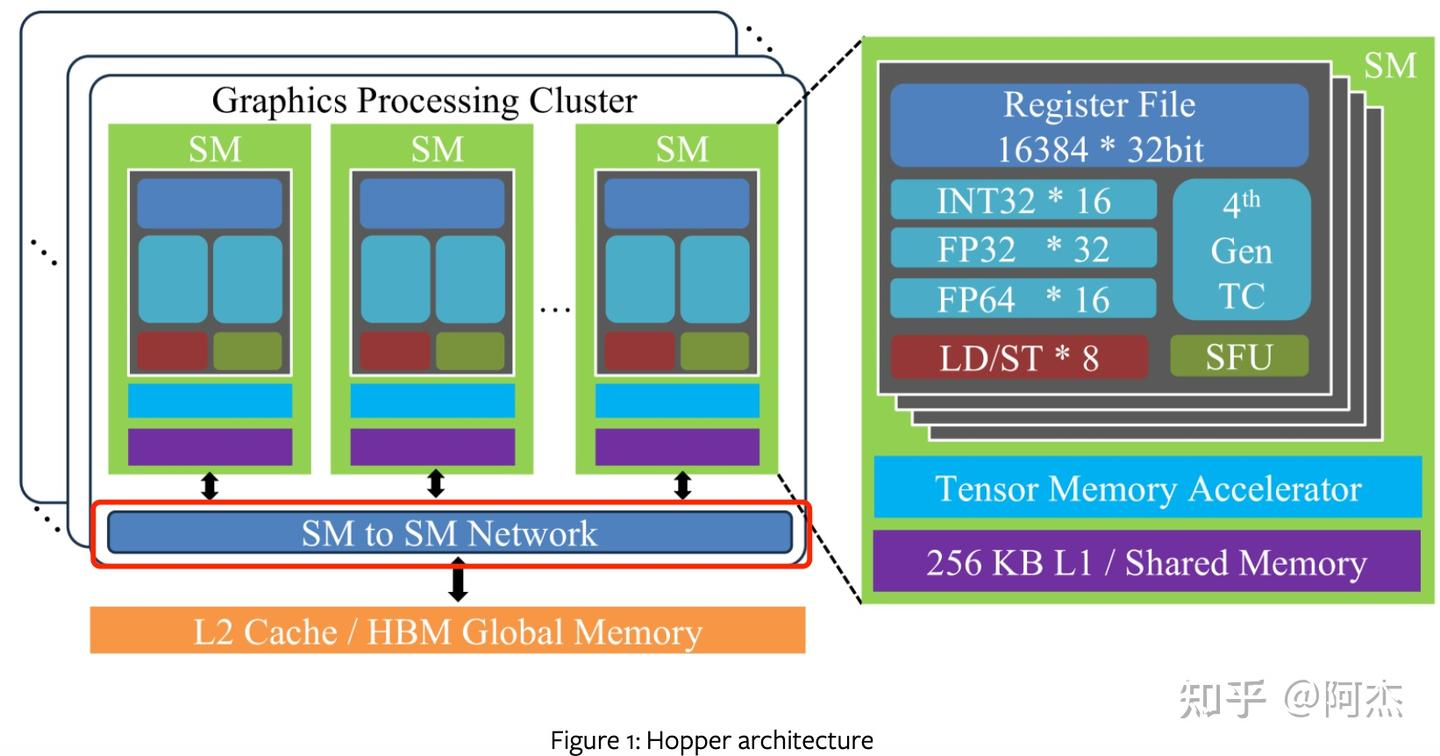 Graphics Processing Cluster
SM
SM
SM
...
SM to SM Network
L2 Cache / HBM Global Memory
SM
Register File
16384 * 32bit
INT32 * 16
FP32 * 32
FP64 * 16
4th
Gen
TC
LD/ST * 8
SFU
Tensor Memory Accelerator
256 KB L1 / Shared Memory
知乎 @阿杰
Figure 1: Hopper architecture